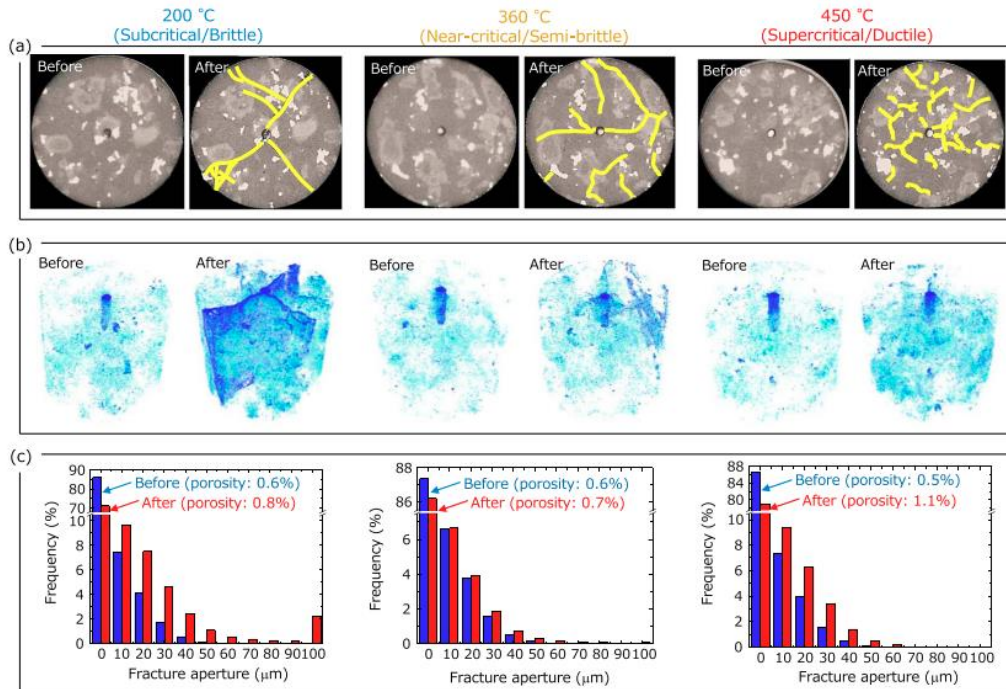 200 °C
(Subcritical/Brittle)
360 °C
(Near-critical/Semi-brittle)
450 °C
(Supercritical/Ductile)
(a)
Before
After
Before
After
Before
After
(b)
Before
After
Before
After
Before
After
(c)
90
80
70
10
8
6
4
2
0
Frequency (%)
Before (porosity: 0.6%)
After (porosity: 0.8%)
0 10 20 30 40 50 60 70 80 90 100
Fracture aperture (μm)
88
86
6
4
2
0
Frequency (%)
Before (porosity: 0.6%)
After (porosity: 0.7%)
0 10 20 30 40 50 60 70 80 90 100
Fracture aperture (μm)
88
80
10
8
6
4
2
0
Frequency (%)
Before (porosity: 0.5%)
After (porosity: 1.1%)
0 10 20 30 40 50 60 70 80 90 100
Fracture aperture (μm)